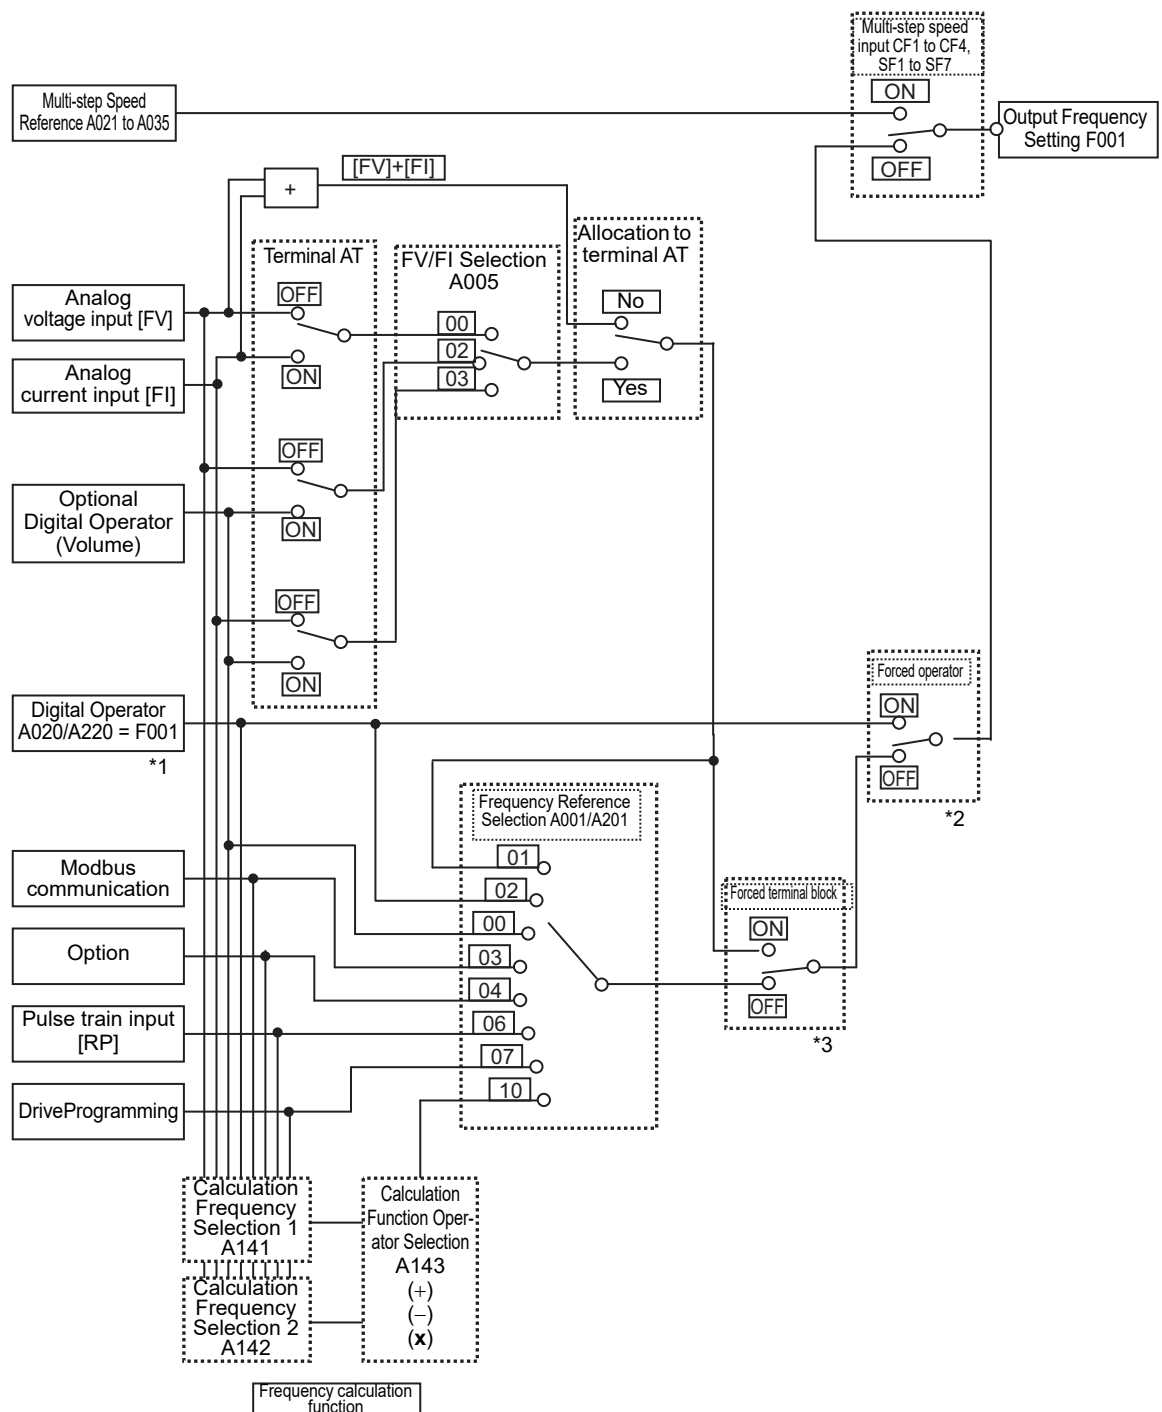 Multi-step speed
input CF1 to CF4,
SF1 to SF7
ON
OFF
Multi-step Speed
Reference A021 to A035
Output Frequency
Setting F001
+
[FV]+[FI]
Terminal AT
OFF
ON
OFF
ON
OFF
ON
FV/FI Selection
A005
00
02
03
Allocation to
terminal AT
No
Yes
Analog
voltage input [FV]
Analog
current input [FI]
Optional
Digital Operator
(Volume)
Digital Operator
A020/A220 = F001
*1
Forced operator
ON
OFF
*2
Frequency Reference
Selection A001/A201
01
02
00
03
04
06
07
10
Forced terminal block
ON
OFF
*3
Modbus
communication
Option
Pulse train input
[RP]
DriveProgramming
Calculation
Frequency
Selection 1
A141
Calculation
Frequency
Selection 2
A142
Calculation
Function Oper-
ator Selection
A143
(+)
(−)
(x)
Frequency calculation
function